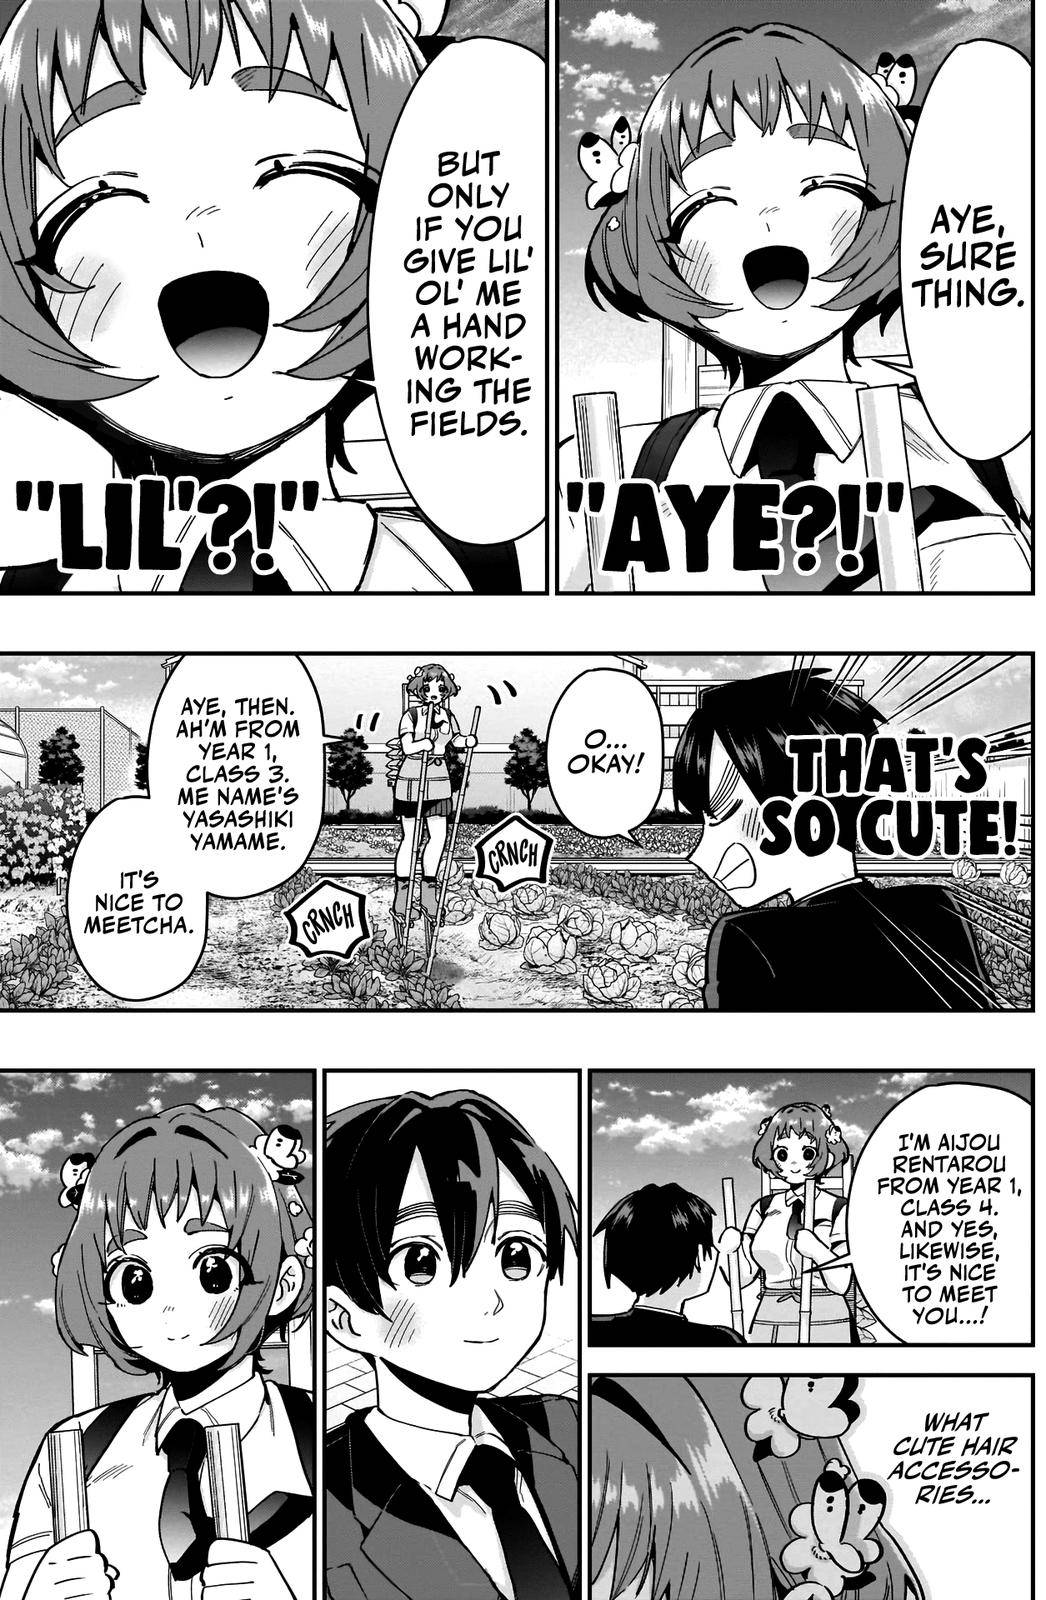 AYE,
SURE
THING.
"AYE?!"
BUT
ONLY
IF YOU
GIVE LIL'
OL' ME
A HAND
WORK-
ING THE
FIELDS.
"LIL'?!"
THAT'S
SO CUTE!
O...
OKAY!
CRNCH
CRNCH
AYE, THEN.
AH'M FROM
YEAR 1,
CLASS 3.
ME NAME'S
YASASHIKI
YAMAME.
IT'S
NICE TO
MEETCHA.
I'M AIJOU
RENTAROU
FROM YEAR 1,
CLASS 4.
AND YES,
LIKEWISE,
IT'S NICE
TO MEET
YOU...!
WHAT
CUTE HAIR
ACCESSO-
RIES...